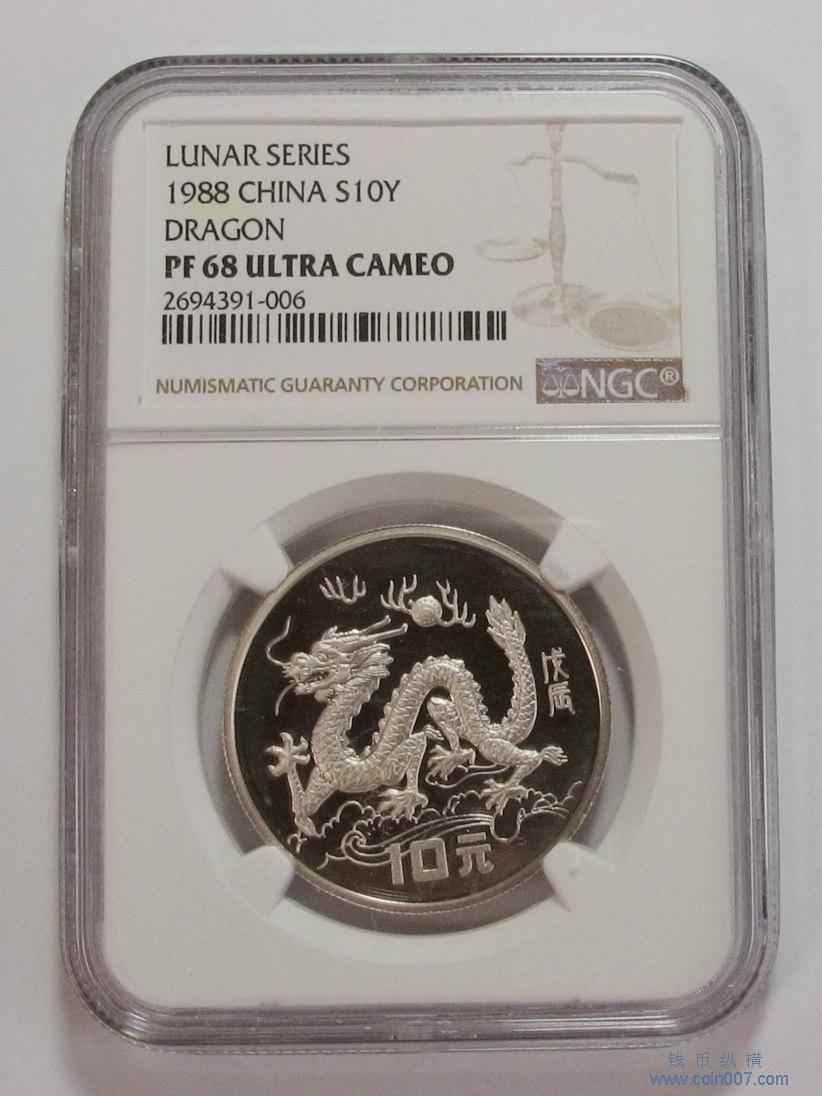 LUNAR SERIES
1988 CHINA S10Y
DRAGON
PF 68 ULTRA CAMEO
2694391-006
NUMISMATIC GUARANTY CORPORATION
NGC®
戊辰
10元
钱币纵横
www.coin007.com